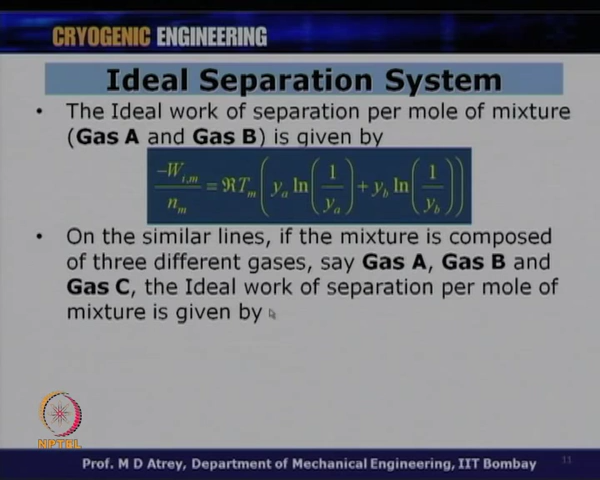 CRYOGENIC ENGINEERING
Ideal Separation System
• The Ideal work of separation per mole of mixture
(Gas A and Gas B) is given by
−W_{i,m} / n_m = ℜT_m ( y_a ln (1 / y_a) + y_b ln (1 / y_b) )
• On the similar lines, if the mixture is composed
of three different gases, say Gas A, Gas B and
Gas C, the Ideal work of separation per mole of
mixture is given by
NPTEL
Prof. M D Atrey, Department of Mechanical Engineering, IIT Bombay
11